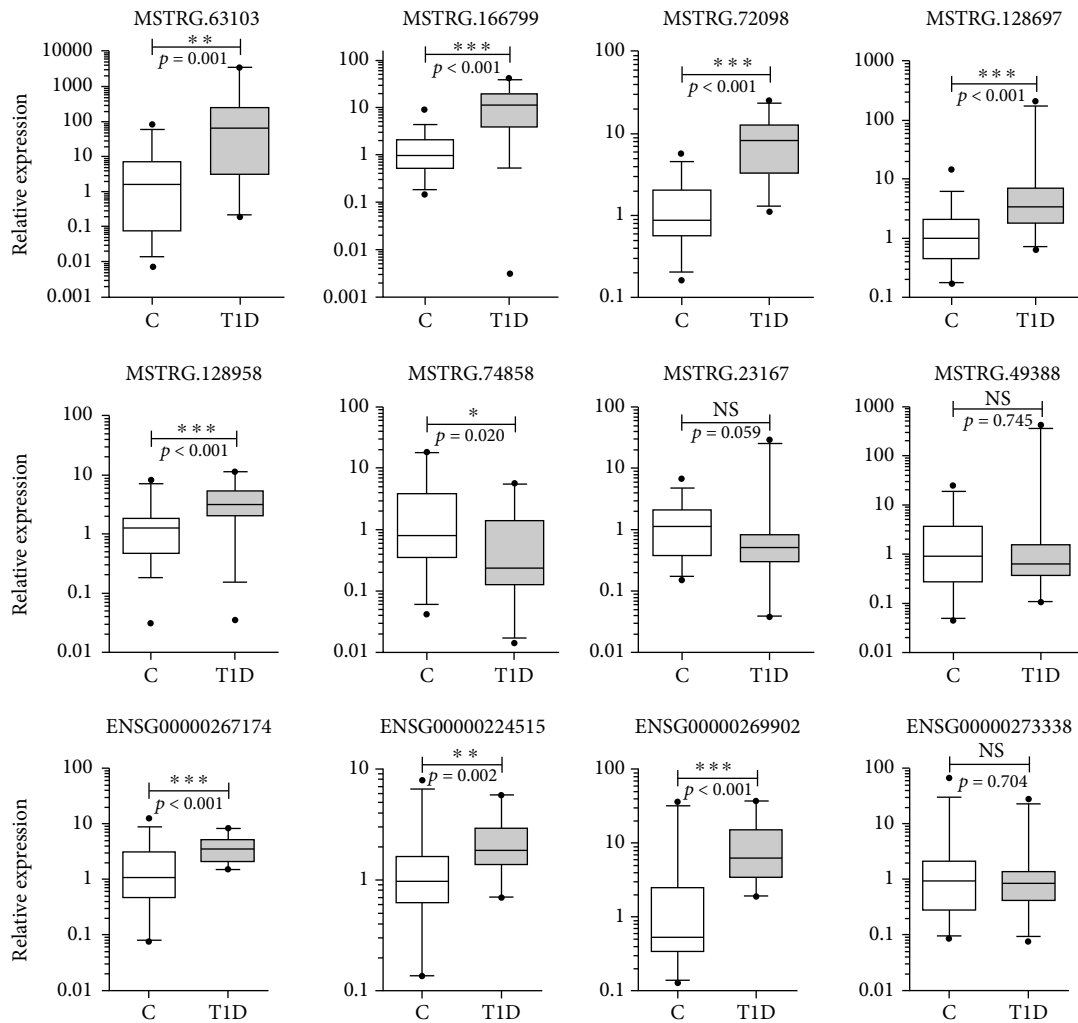 MSTRG.63103
Relative expression
10000
1000
100
10
1
0.1
0.01
0.001
**
p = 0.001
C
T1D
MSTRG.166799
100
10
1
0.1
0.01
0.001
***
p < 0.001
C
T1D
MSTRG.72098
100
10
1
0.1
***
p < 0.001
C
T1D
MSTRG.128697
1000
100
10
1
0.1
***
p < 0.001
C
T1D
MSTRG.128958
Relative expression
100
10
1
0.1
0.01
***
p < 0.001
C
T1D
MSTRG.74858
100
10
1
0.1
0.01
*
p = 0.020
C
T1D
MSTRG.23167
100
10
1
0.1
0.01
NS
p = 0.059
C
T1D
MSTRG.49388
1000
100
10
1
0.1
0.01
NS
p = 0.745
C
T1D
ENSG00000267174
Relative expression
100
10
1
0.1
0.01
***
p < 0.001
C
T1D
ENSG00000224515
10
1
0.1
**
p = 0.002
C
T1D
ENSG00000269902
100
10
1
0.1
***
p < 0.001
C
T1D
ENSG00000273338
100
10
1
0.1
0.01
NS
p = 0.704
C
T1D